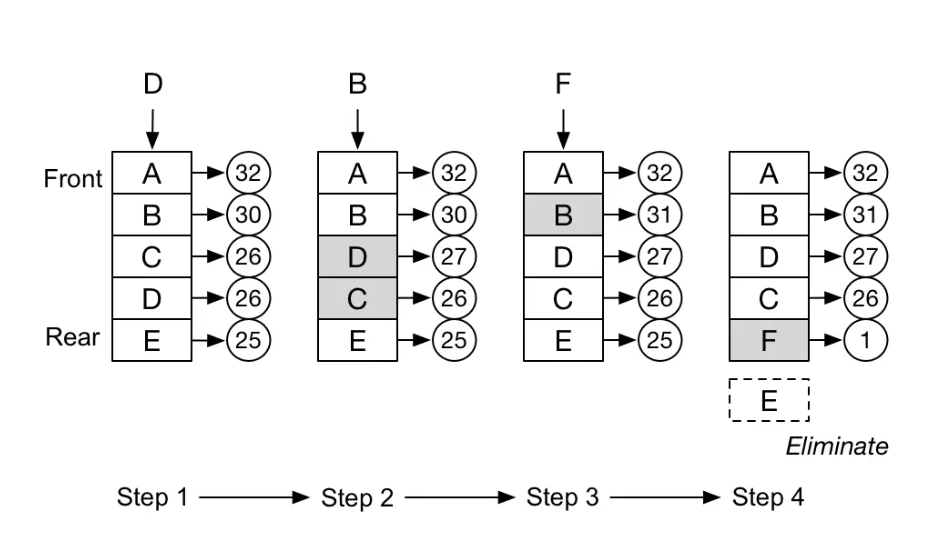 D B F
Front A 32 A 32 A 32 A 32
B 30 B 30 B 31 B 31
C 26 D 27 D 27 D 27
D 26 C 26 C 26 C 26
Rear E 25 E 25 E 25 F 1
E
Eliminate
Step 1 Step 2 Step 3 Step 4